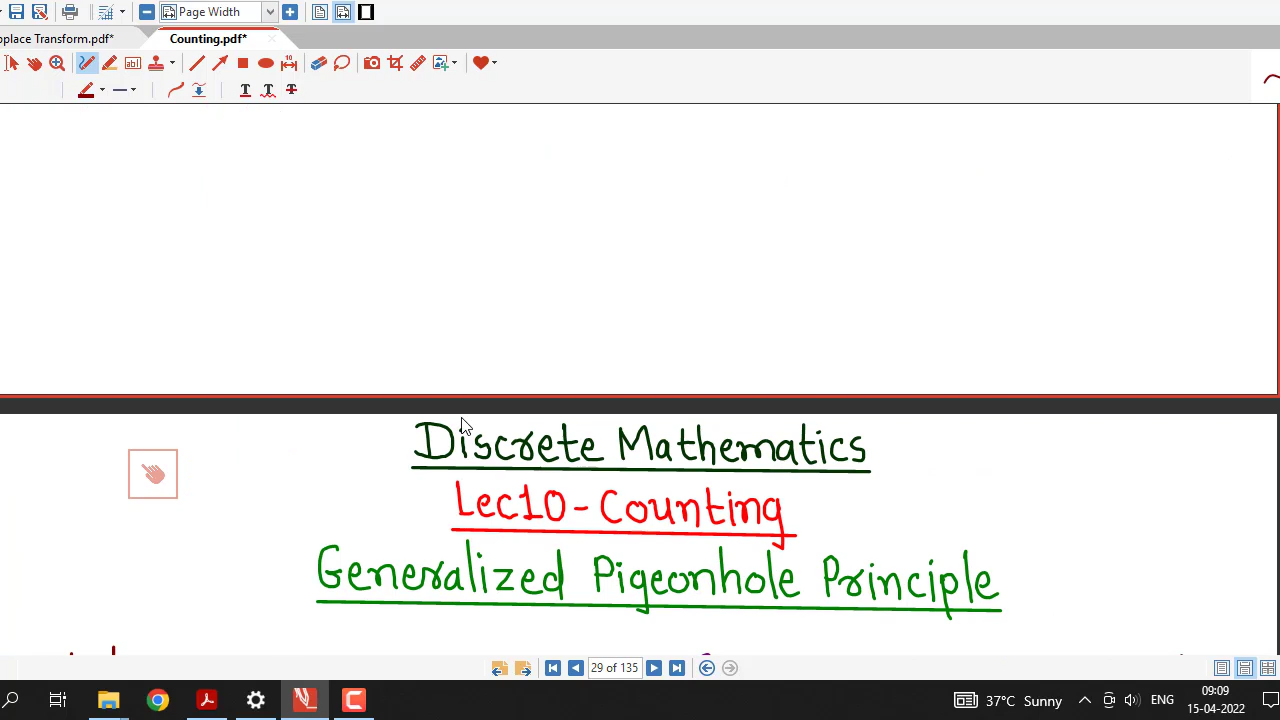 Page Width
place Transform.pdf*
Counting.pdf*
10
T T T
Discrete Mathematics
Lec10-Counting
Generalized Pigeonhole Principle
29 of 135
37°C Sunny
ENG
09:09
15-04-2022